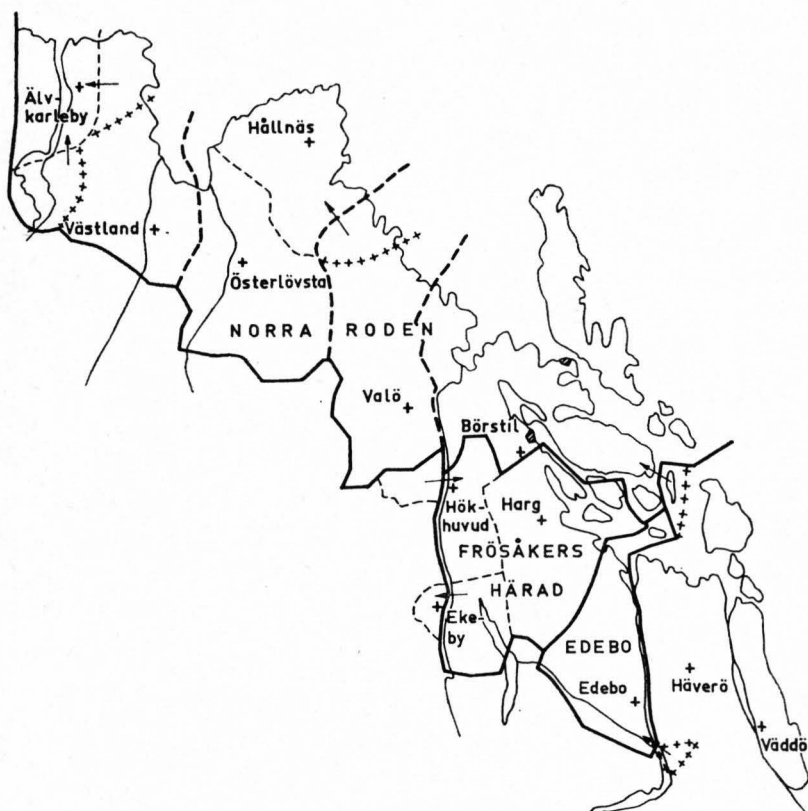 Älv-
karleby
Hållnäs
Västland
Österlövsta
NORRA RODEN
Valö
Börstil
Hök-
huvud
Harg
FRÖSÅKERS
HÄRAD
Eke-
by
EDEBO
Edebo
Häverö
Väddö